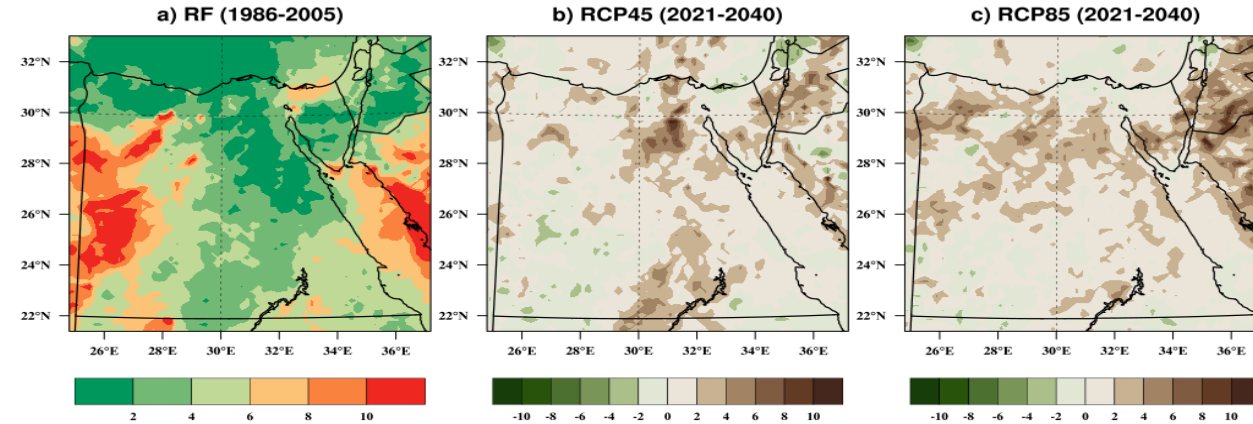 a) RF (1986-2005)
b) RCP45 (2021-2040)
c) RCP85 (2021-2040)
32°N 32°N 32°N
30°N 30°N 30°N
28°N 28°N 28°N
26°N 26°N 26°N
24°N 24°N 24°N
22°N 22°N 22°N
26°E 28°E 30°E 32°E 34°E 36°E 26°E 28°E 30°E 32°E 34°E 36°E 26°E 28°E 30°E 32°E 34°E 36°E
2 4 6 8 10 -10 -8 -6 -4 -2 0 2 4 6 8 10 -10 -8 -6 -4 -2 0 2 4 6 8 10